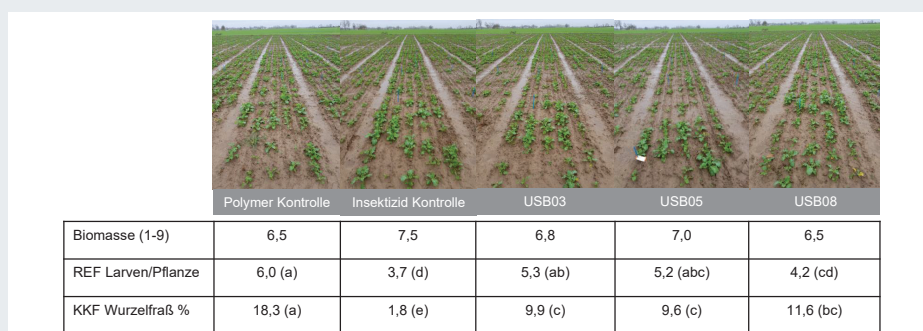 Polymer Kontrolle Insektizid Kontrolle USB03 USB05 USB08
Biomasse (1-9) 6,5 7,5 6,8 7,0 6,5
REF Larven/Pflanze 6,0 (a) 3,7 (d) 5,3 (ab) 5,2 (abc) 4,2 (cd)
KKF Wurzelfraß % 18,3 (a) 1,8 (e) 9,9 (c) 9,6 (c) 11,6 (bc)